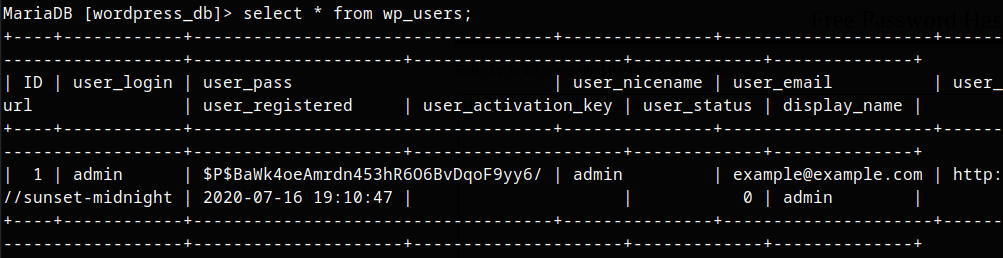 Free Password Has
MariaDB [wordpress_db]> select * from wp_users;
+----+------------+------------------------------------+---------------+---------------------+------
-------------------+---------------------+---------------------+-------------+--------------+
| ID | user_login | user_pass                          | user_nicename | user_email          | user_
url                | user_registered     | user_activation_key | user_status | display_name |
+----+------------+------------------------------------+---------------+---------------------+------
-------------------+---------------------+---------------------+-------------+--------------+
|  1 | admin      | $P$BaWk4oeAmrdn453hR6O6BvDqoF9yy6/ | admin         | example@example.com | http:
//sunset-midnight | 2020-07-16 19:10:47 |                     |           0 | admin        |
+----+------------+------------------------------------+---------------+---------------------+------
-------------------+---------------------+---------------------+-------------+--------------+